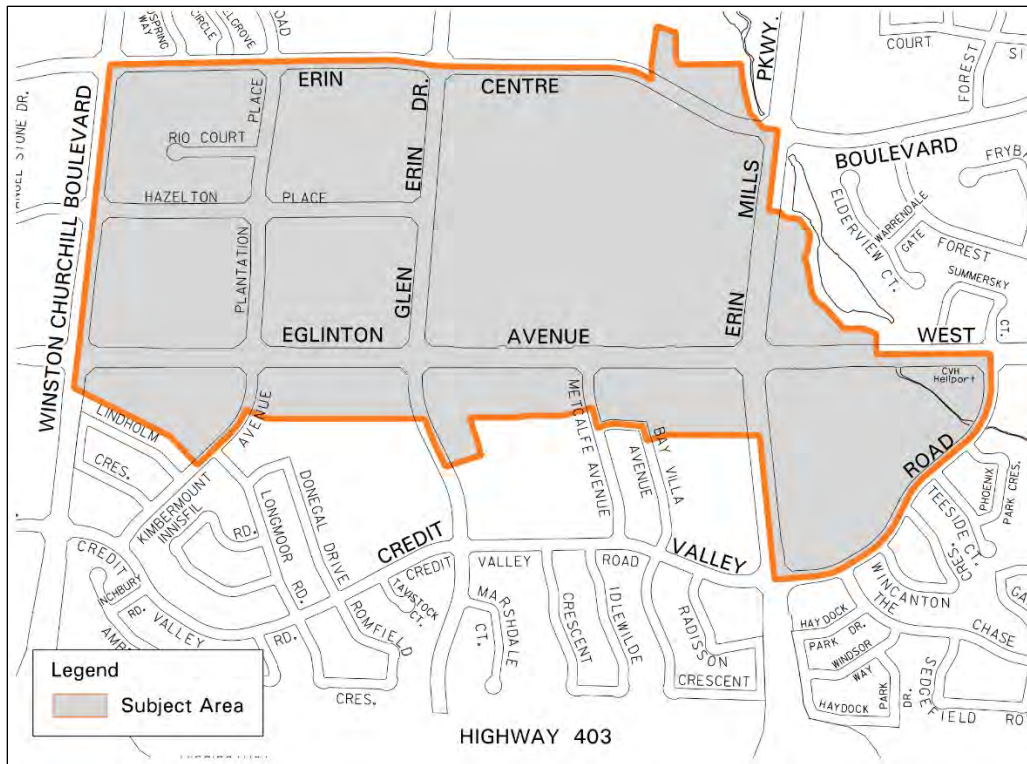 WAY
CIRCLE
ROAD
PKWY.
COURT
FOREST
ERIN
CENTRE
DR.
ERIN
GLEN
PLACE
RIO COURT
HAZELTON
PLACE
PLANTATION
WINSTON CHURCHILL BOULEVARD
STONE DR.
MILLS
ERIN
BOULEVARD
FRYB
ELDERVIEW CT.
WARRENDALE
GATE
FOREST
SUMMERSKY
CT.
EGLINTON
AVENUE
WEST
CVH
Heliport
LINDHOLM
CRES.
AVENUE
KIMBERMOUNT
INNISFIL
RD.
LONGMOOR
RD.
DONEGAL DRIVE
METCALFE AVENUE
AVENUE
BAY VILLA
ROAD
PHOENIX
PARK CRES.
TEESIDE CT.
CRES.
CREDIT
VALLEY
CREDIT
VALLEY
ROAD
CREDIT
INCHBURY
RD.
VALLEY
RD.
TAVISTOCK
CT.
ROMFIELD
CRES.
MARSHDALE
CT.
CRESCENT
IDLEWILDE
RADISSON
CRESCENT
WINCANTON
THE
CHASE
HAYDOCK
PARK DR.
WINDSOR
WAY
HAYDOCK
PARK
DR.
SEDGEFIELD
RO
Legend
Subject Area
HIGHWAY 403